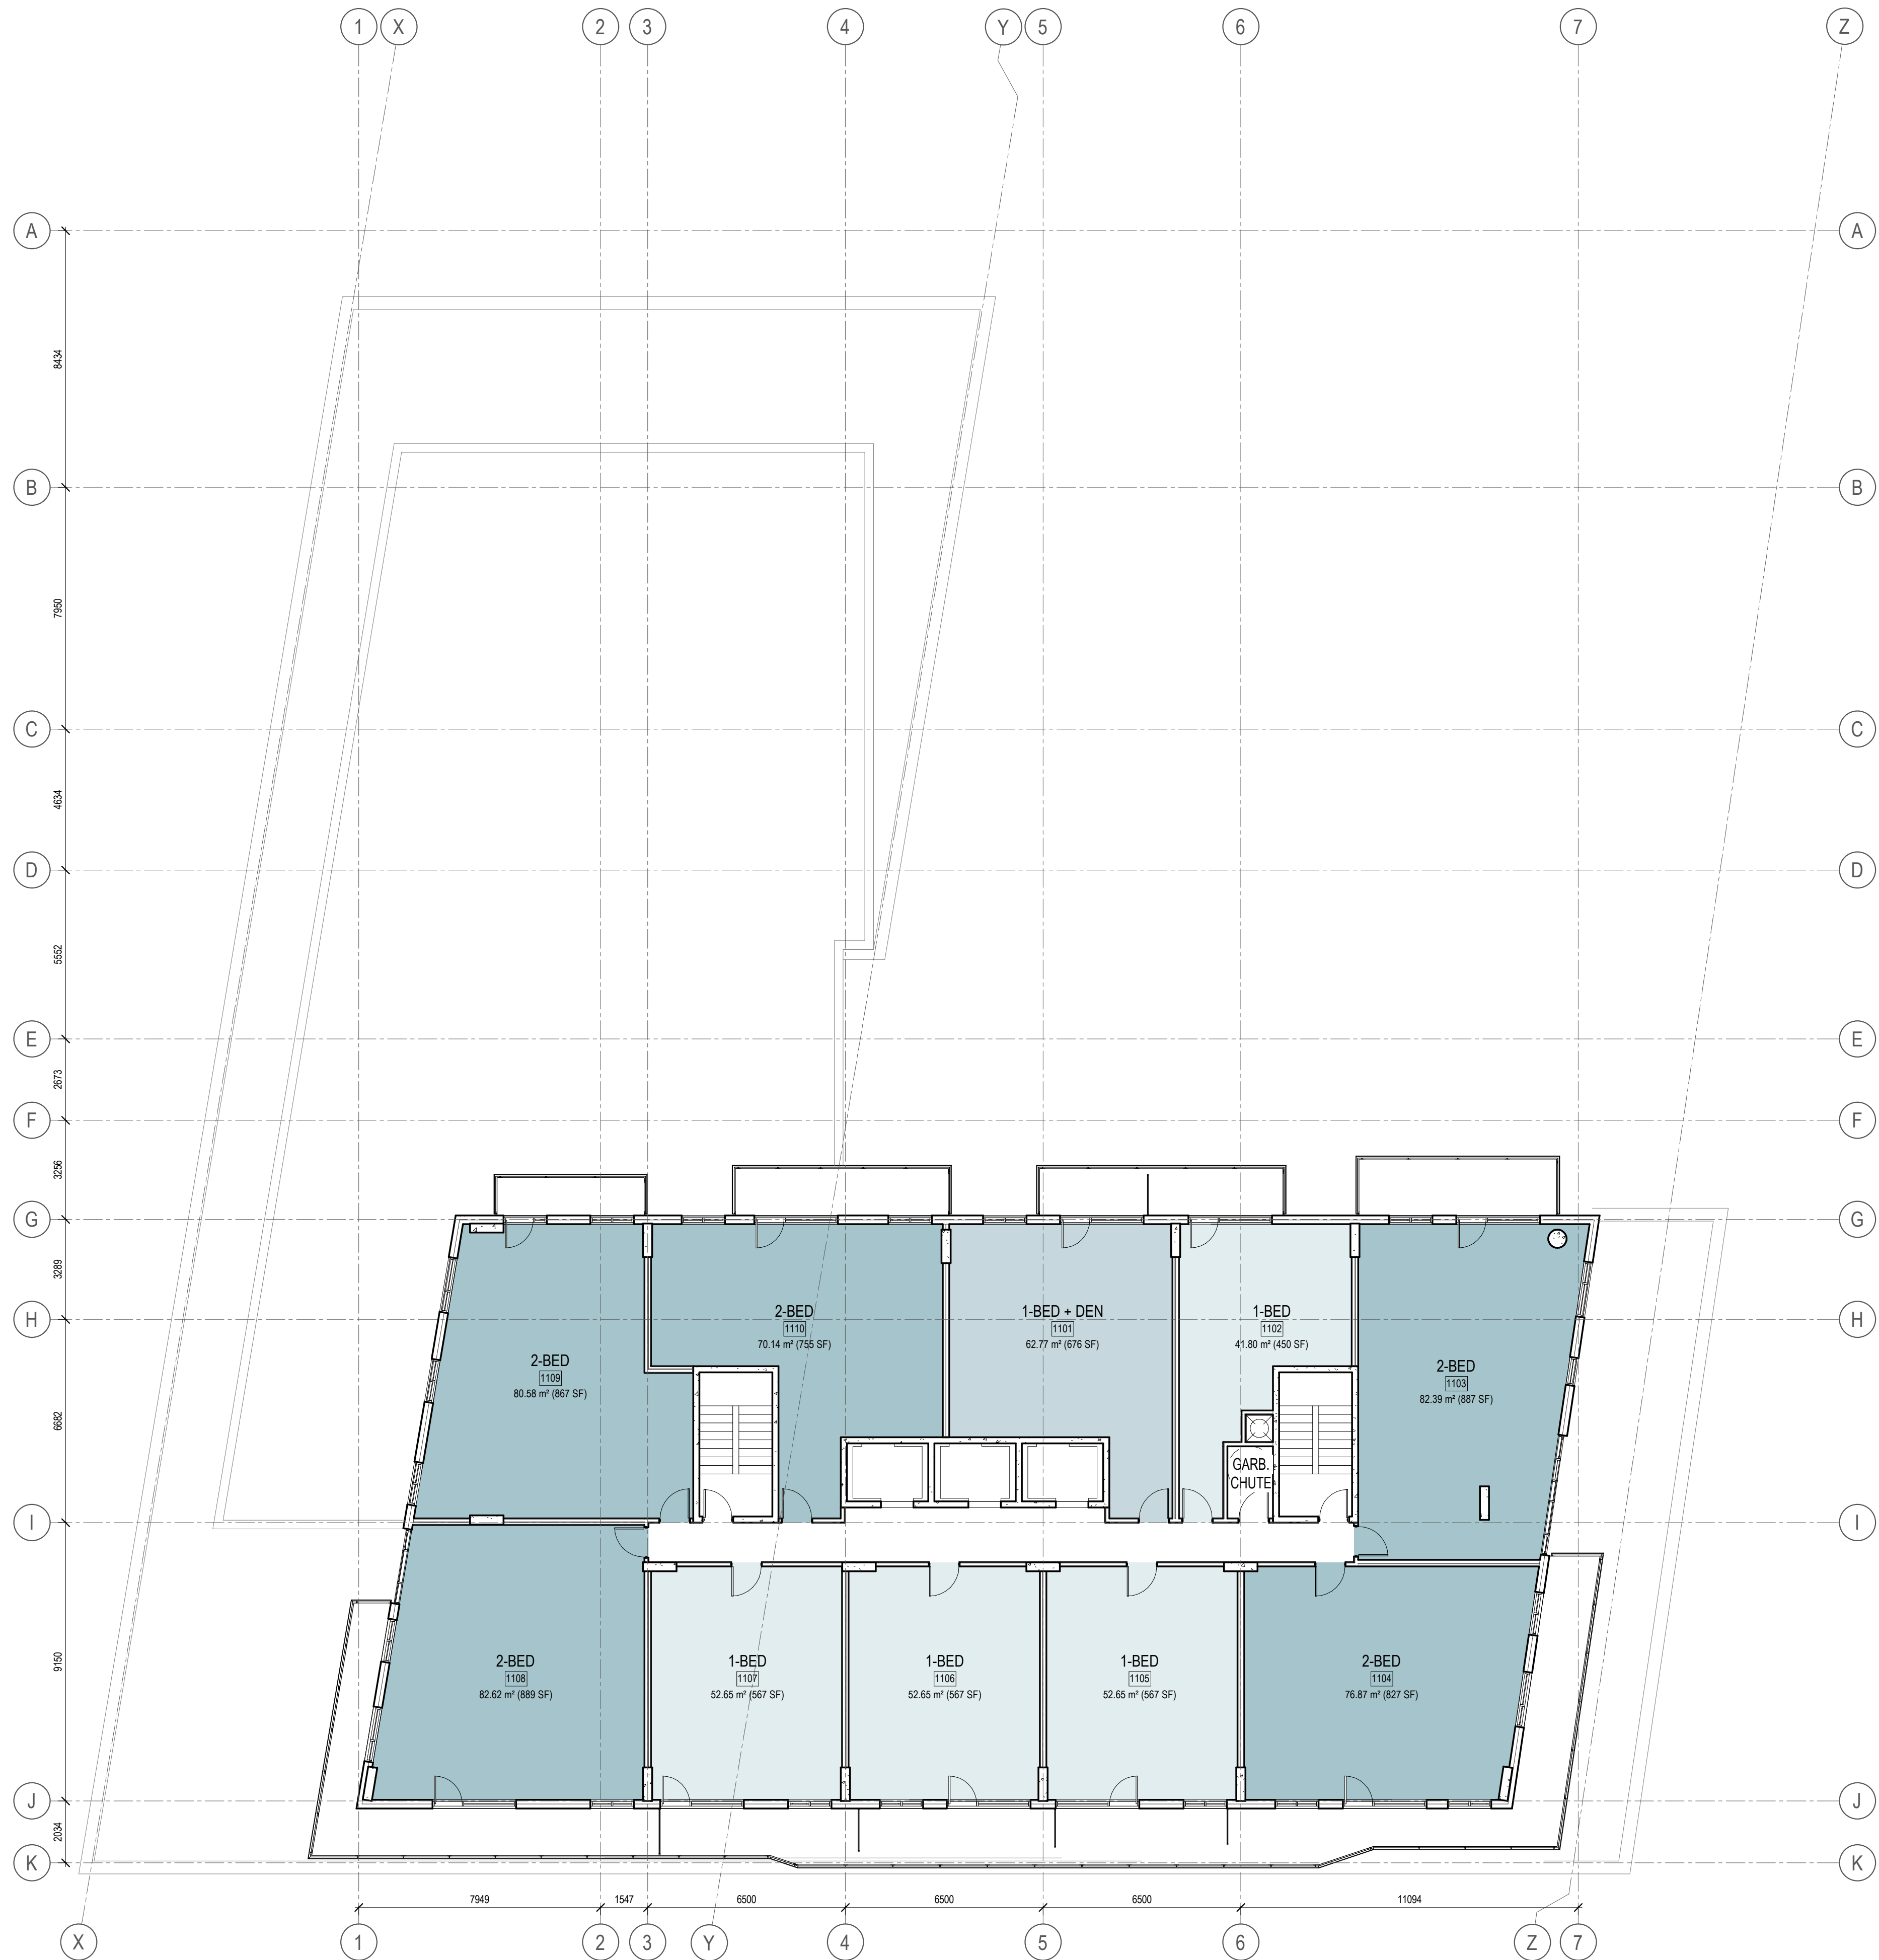 1 X 2 3 4 Y 5 6 7 Z
A A
8434
B B
7950
C C
4634
D D
5552
E E
2673
F F
3256
G G
3289
H H
2-BED
1110
70.14 m² (755 SF)
1-BED + DEN
1101
62.77 m² (676 SF)
1-BED
1102
41.80 m² (450 SF)
2-BED
1109
80.58 m² (867 SF)
2-BED
1103
82.39 m² (887 SF)
6682
GARB.
CHUTE
I I
9150
2-BED
1108
82.62 m² (889 SF)
1-BED
1107
52.65 m² (567 SF)
1-BED
1106
52.65 m² (567 SF)
1-BED
1105
52.65 m² (567 SF)
2-BED
1104
76.87 m² (827 SF)
J J
2034
K K
7949 1547 6500 6500 6500 11094
X 1 2 3 Y 4 5 6 Z 7